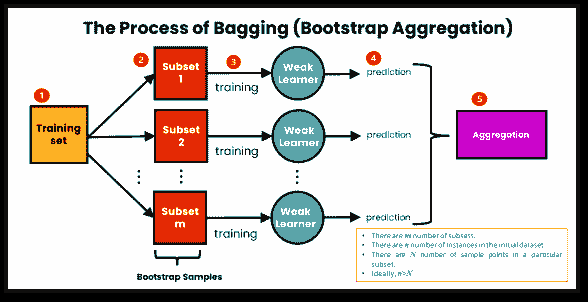 The Process of Bagging (Bootstrap Aggregation)
1
Training
set
2
Subset
1
3
training
Weak
Learner
4
prediction
Subset
2
training
Weak
Learner
prediction
Subset
m
training
Weak
Learner
prediction
5
Aggregation
Bootstrap Samples
There are m number of subsets.
There are n number of instances in the initial dataset
There are N number of sample points in a particular
subset.
Ideally, n>N